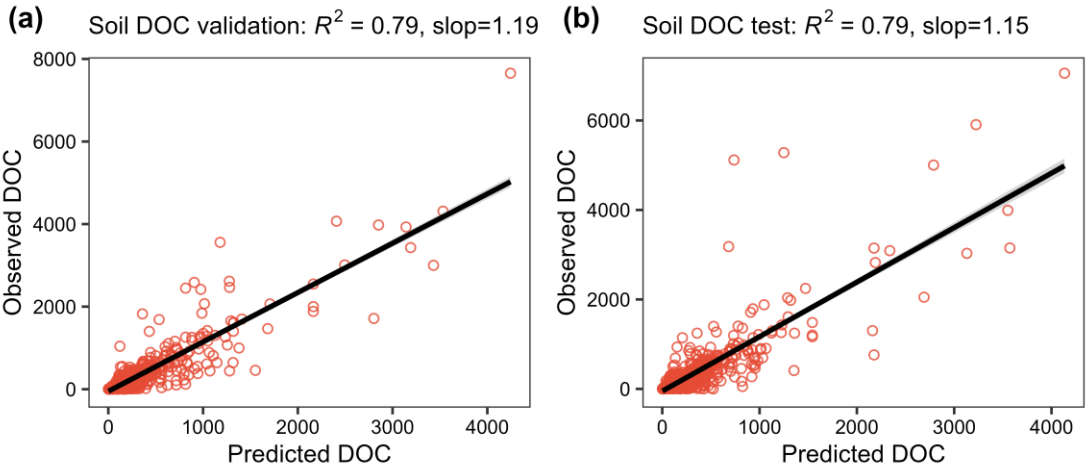 (a) Soil DOC validation: R² = 0.79, slop=1.19
8000
6000
4000
2000
0
Observed DOC
0 1000 2000 3000 4000
Predicted DOC
(b) Soil DOC test: R² = 0.79, slop=1.15
6000
4000
2000
0
Observed DOC
0 1000 2000 3000 4000
Predicted DOC